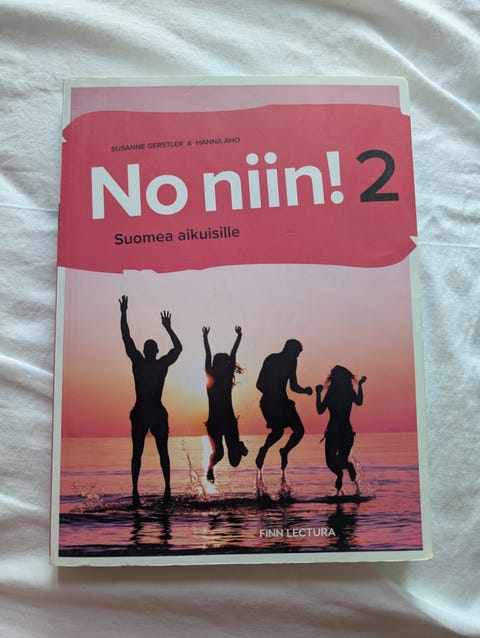 SUSANNE GERSTLER & HANNA AHO
No niin! 2
Suomea aikuisille
FINN LECTURA